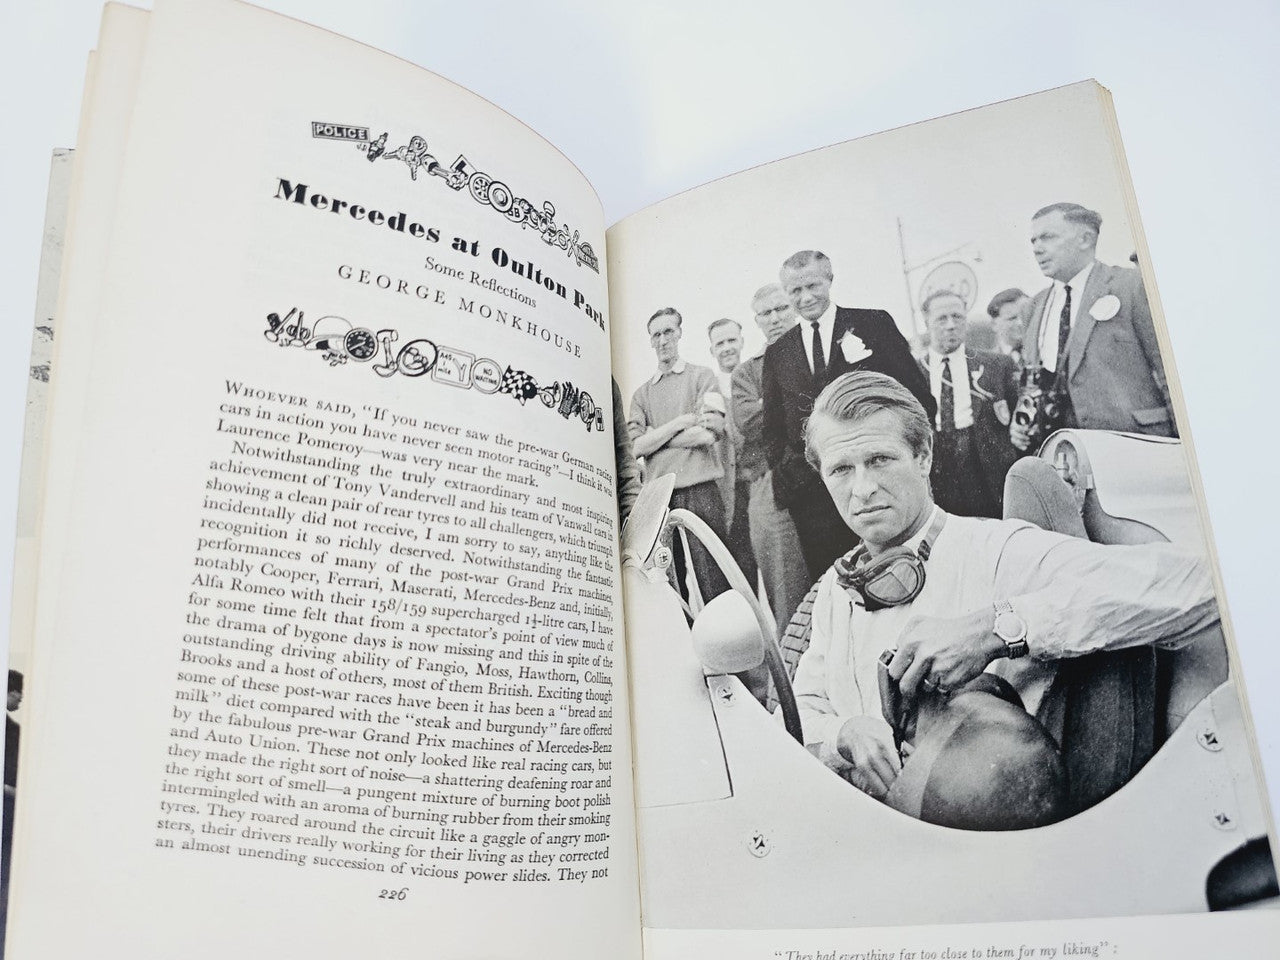 POLICE
Mercedes at Oulton Park
Some Reflections
GEORGE MONKHOUSE
NO
WAITING
WHOEVER SAID, "If you never saw the pre-war German racing
cars in action you have never seen motor racing"—I think it was
Laurence Pomeroy—was very near the mark.
Notwithstanding the truly extraordinary and most inspiring
achievement of Tony Vandervell and his team of Vanwall cars in
showing a clean pair of rear tyres to all challengers, which triumph
incidentally did not receive, I am sorry to say, anything like the
recognition it so richly deserved. Notwithstanding the fantastic
performances of many of the post-war Grand Prix machines,
notably Cooper, Ferrari, Maserati, Mercedes-Benz and, initially,
Alfa Romeo with their 158/159 supercharged 1½-litre cars, I have
for some time felt that from a spectator's point of view much of
the drama of bygone days is now missing and this in spite of the
outstanding driving ability of Fangio, Moss, Hawthorn, Collins,
Brooks and a host of others, most of them British. Exciting though
some of these post-war races have been it has been a "bread and
milk" diet compared with the "steak and burgundy" fare offered
by the fabulous pre-war Grand Prix machines of Mercedes-Benz
and Auto Union. These not only looked like real racing cars, but
they made the right sort of noise—a shattering deafening roar and
the right sort of smell—a pungent mixture of burning boot polish
intermingled with an aroma of burning rubber from their smoking
tyres. They roared around the circuit like a gaggle of angry mon-
sters, their drivers really working for their living as they corrected
an almost unending succession of vicious power slides. They not
226
"They had everything far too close to them for my liking" :